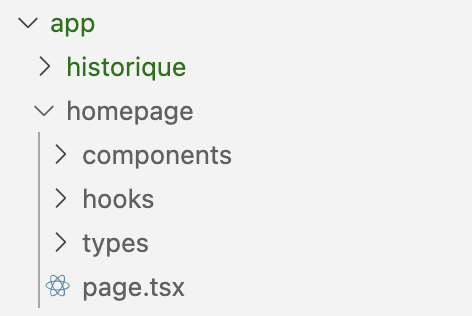 app
historique
homepage
components
hooks
types
page.tsx